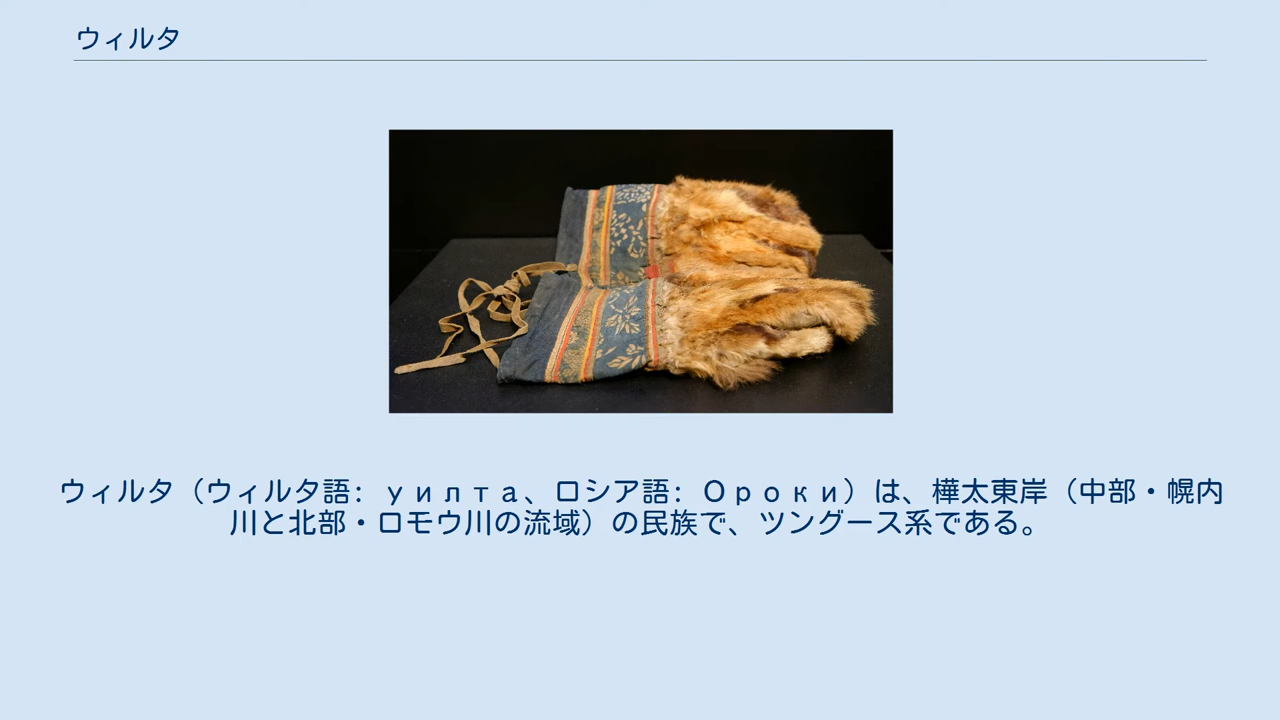 ウィルタ
ウィルタ（ウィルタ語： уилта、ロシア語： Ороки）は、樺太東岸（中部・幌内
川と北部・ロモウ川の流域）の民族で、ツングース系である。